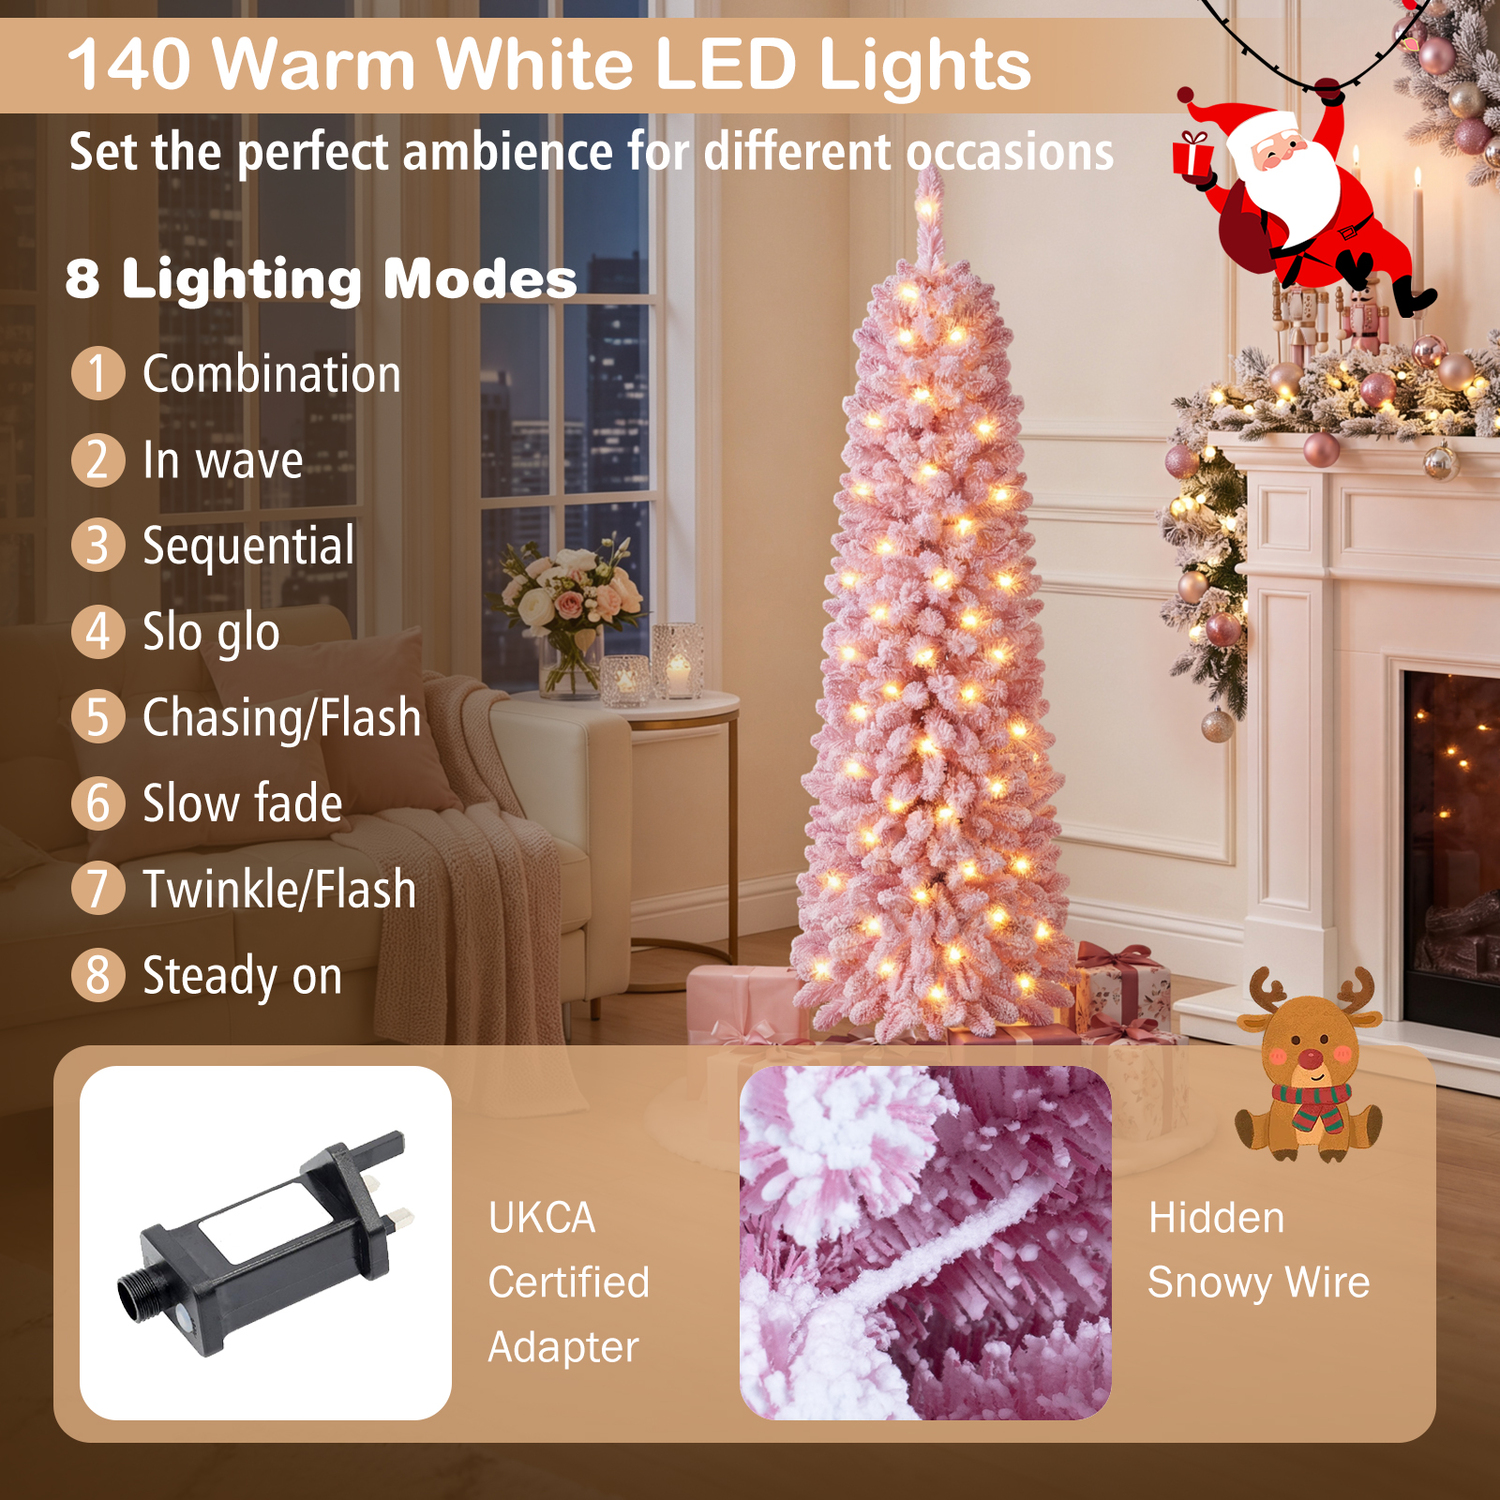 140 Warm White LED Lights
Set the perfect ambience for different occasions
8 Lighting Modes
1 Combination
2 In wave
3 Sequential
4 Slo glo
5 Chasing/Flash
6 Slow fade
7 Twinkle/Flash
8 Steady on
UKCA
Certified
Adapter
Hidden
Snowy Wire